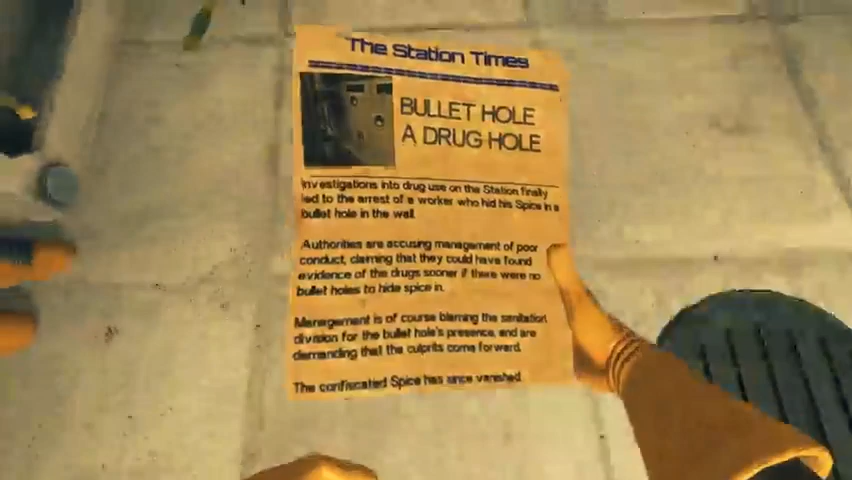 The Station Times
BULLET HOLE
A DRUG HOLE
Investigations into drug use on the Station finally
led to the arrest of a worker who hid his Spice in a
bullet hole in the wall.
Authorities are accusing management of poor
conduct, claiming that they could have found
evidence of the drugs sooner if there were no
bullet holes to hide spice in.
Management is of course blaming the sanitation
division for the bullet hole's presence, and are
demanding that the culprits come forward.
The confiscated Spice has since vanished.